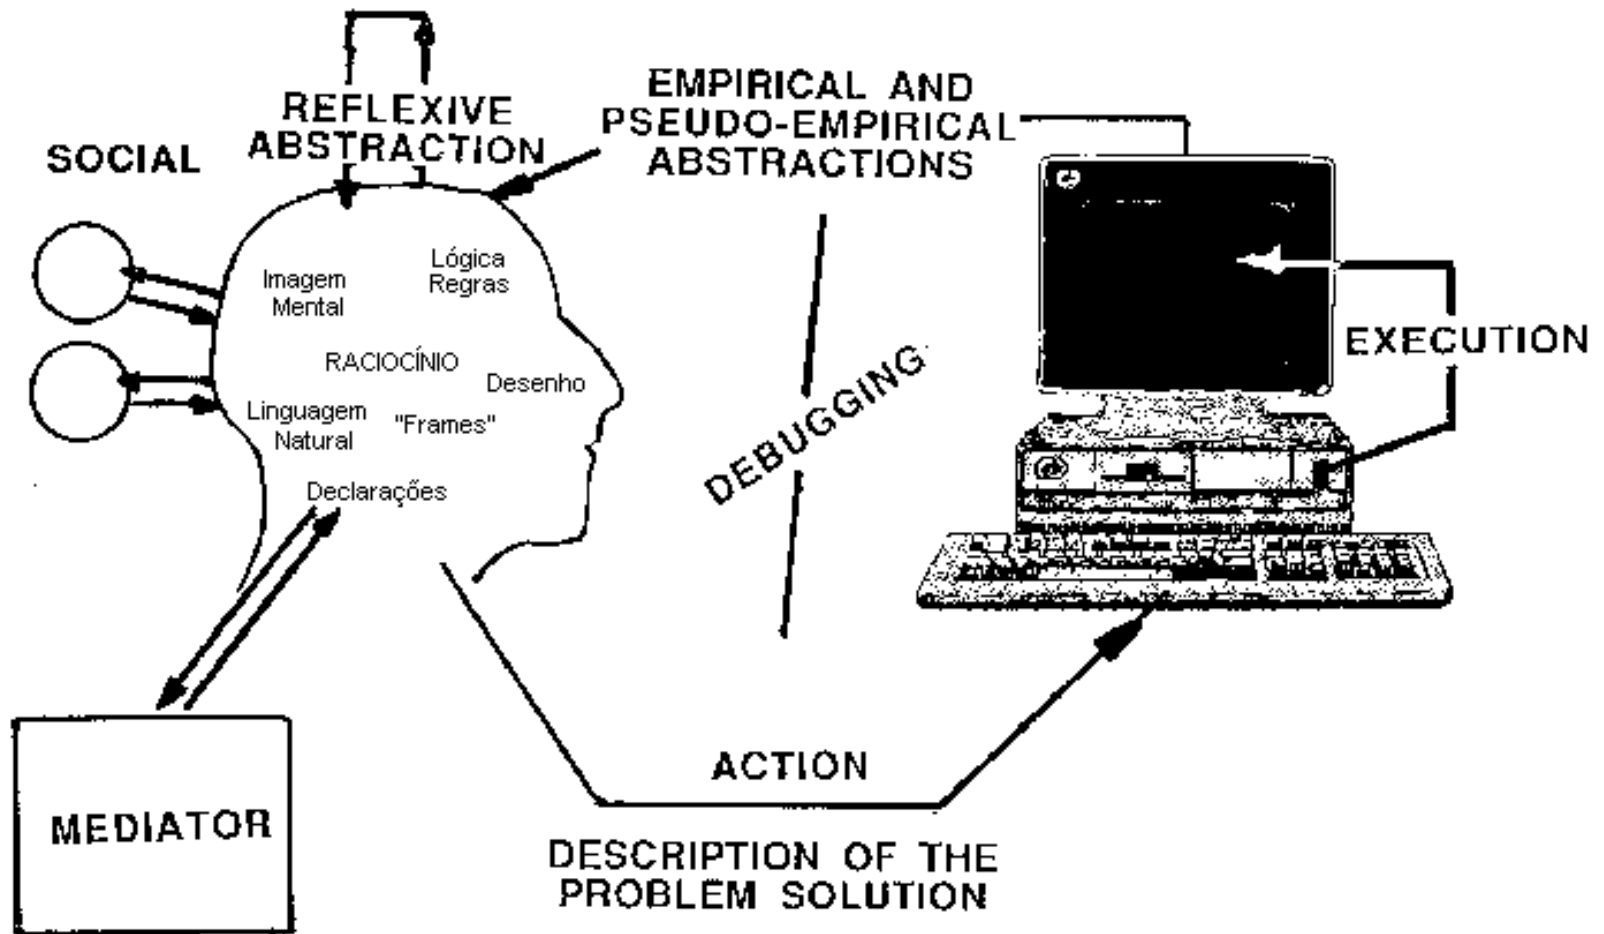 REFLEXIVE
ABSTRACTION
EMPIRICAL AND
PSEUDO-EMPIRICAL
ABSTRACTIONS
SOCIAL
Imagem
Mental
Lógica
Regras
RACIOCÍNIO
Desenho
Linguagem
Natural
"Frames"
Declarações
DEBUGGING
EXECUTION
MEDIATOR
ACTION
DESCRIPTION OF THE
PROBLEM SOLUTION